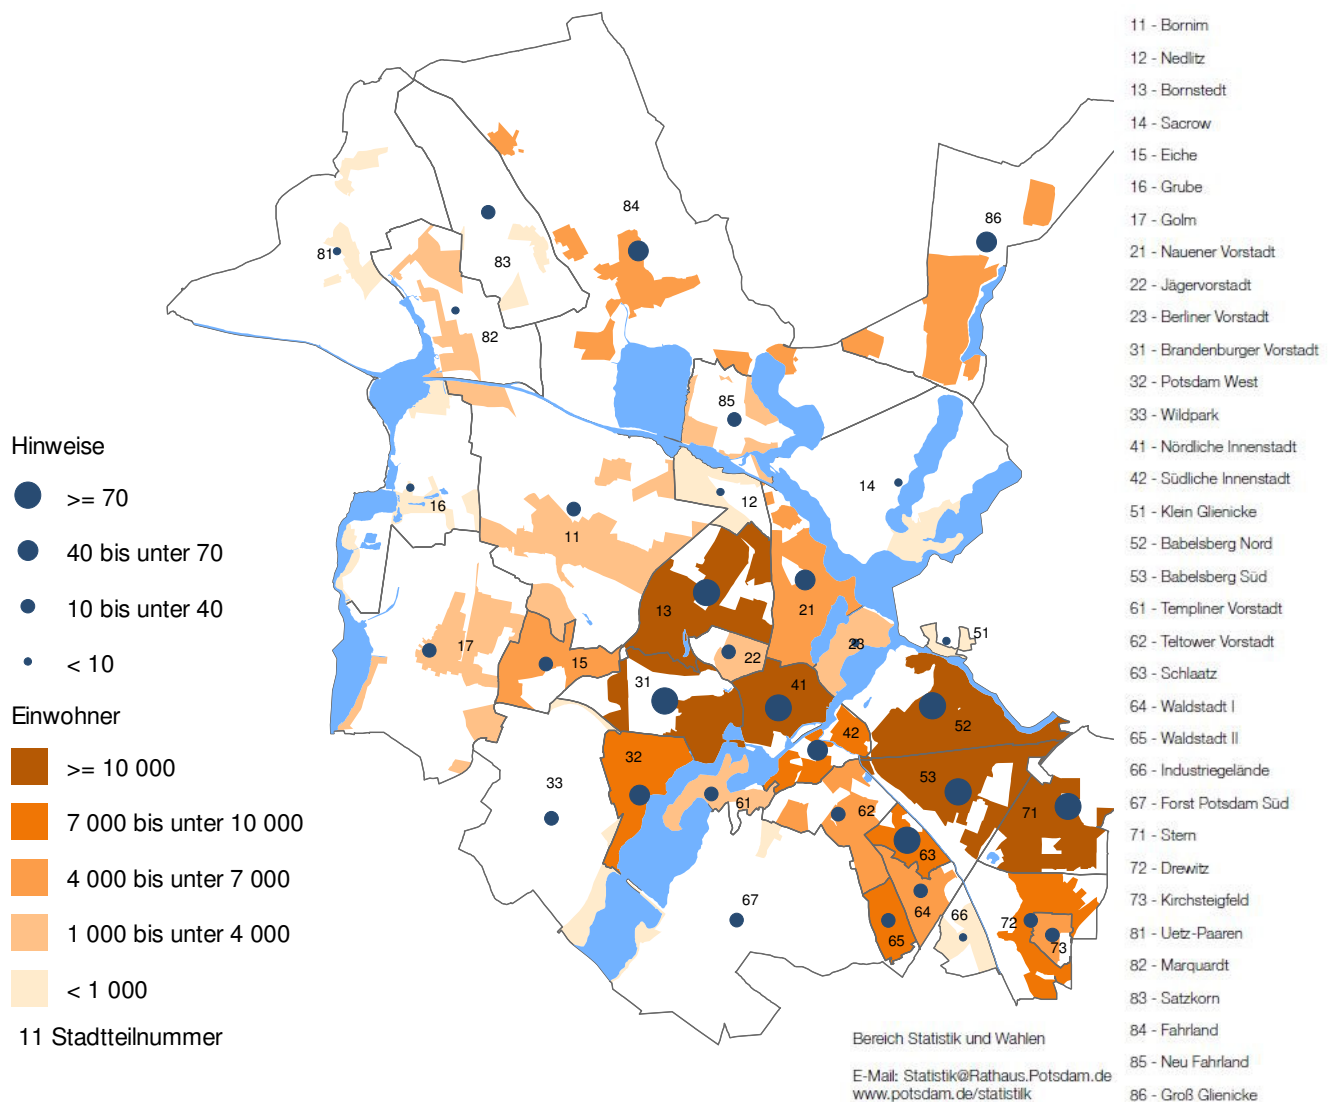 11 - Bornim
12 - Nedlitz
13 - Bornstedt
14 - Sacrow
15 - Eiche
16 - Grube
17 - Golm
21 - Nauener Vorstadt
22 - Jägervorstadt
23 - Berliner Vorstadt
31 - Brandenburger Vorstadt
32 - Potsdam West
33 - Wildpark
41 - Nördliche Innenstadt
42 - Südliche Innenstadt
51 - Klein Glienicke
52 - Babelsberg Nord
53 - Babelsberg Süd
61 - Templiner Vorstadt
62 - Teltower Vorstadt
63 - Schlaatz
64 - Waldstadt I
65 - Waldstadt II
66 - Industriegelände
67 - Forst Potsdam Süd
71 - Stern
72 - Drewitz
73 - Kirchsteigfeld
81 - Uetz-Paaren
82 - Marquardt
83 - Satzkorn
84 - Fahrland
85 - Neu Fahrland
86 - Groß Glienicke
84
86
81
83
82
85
14
12
16
11
13
21
23
51
17
15
22
31
41
52
42
32
53
33
61
62
71
63
67
64
66
65
72
73
Hinweise
>= 70
40 bis unter 70
10 bis unter 40
< 10
Einwohner
>= 10 000
7 000 bis unter 10 000
4 000 bis unter 7 000
1 000 bis unter 4 000
< 1 000
11 Stadtteilnummer
Bereich Statistik und Wahlen
E-Mail: Statistik@Rathaus.Potsdam.de
www.potsdam.de/statistilk